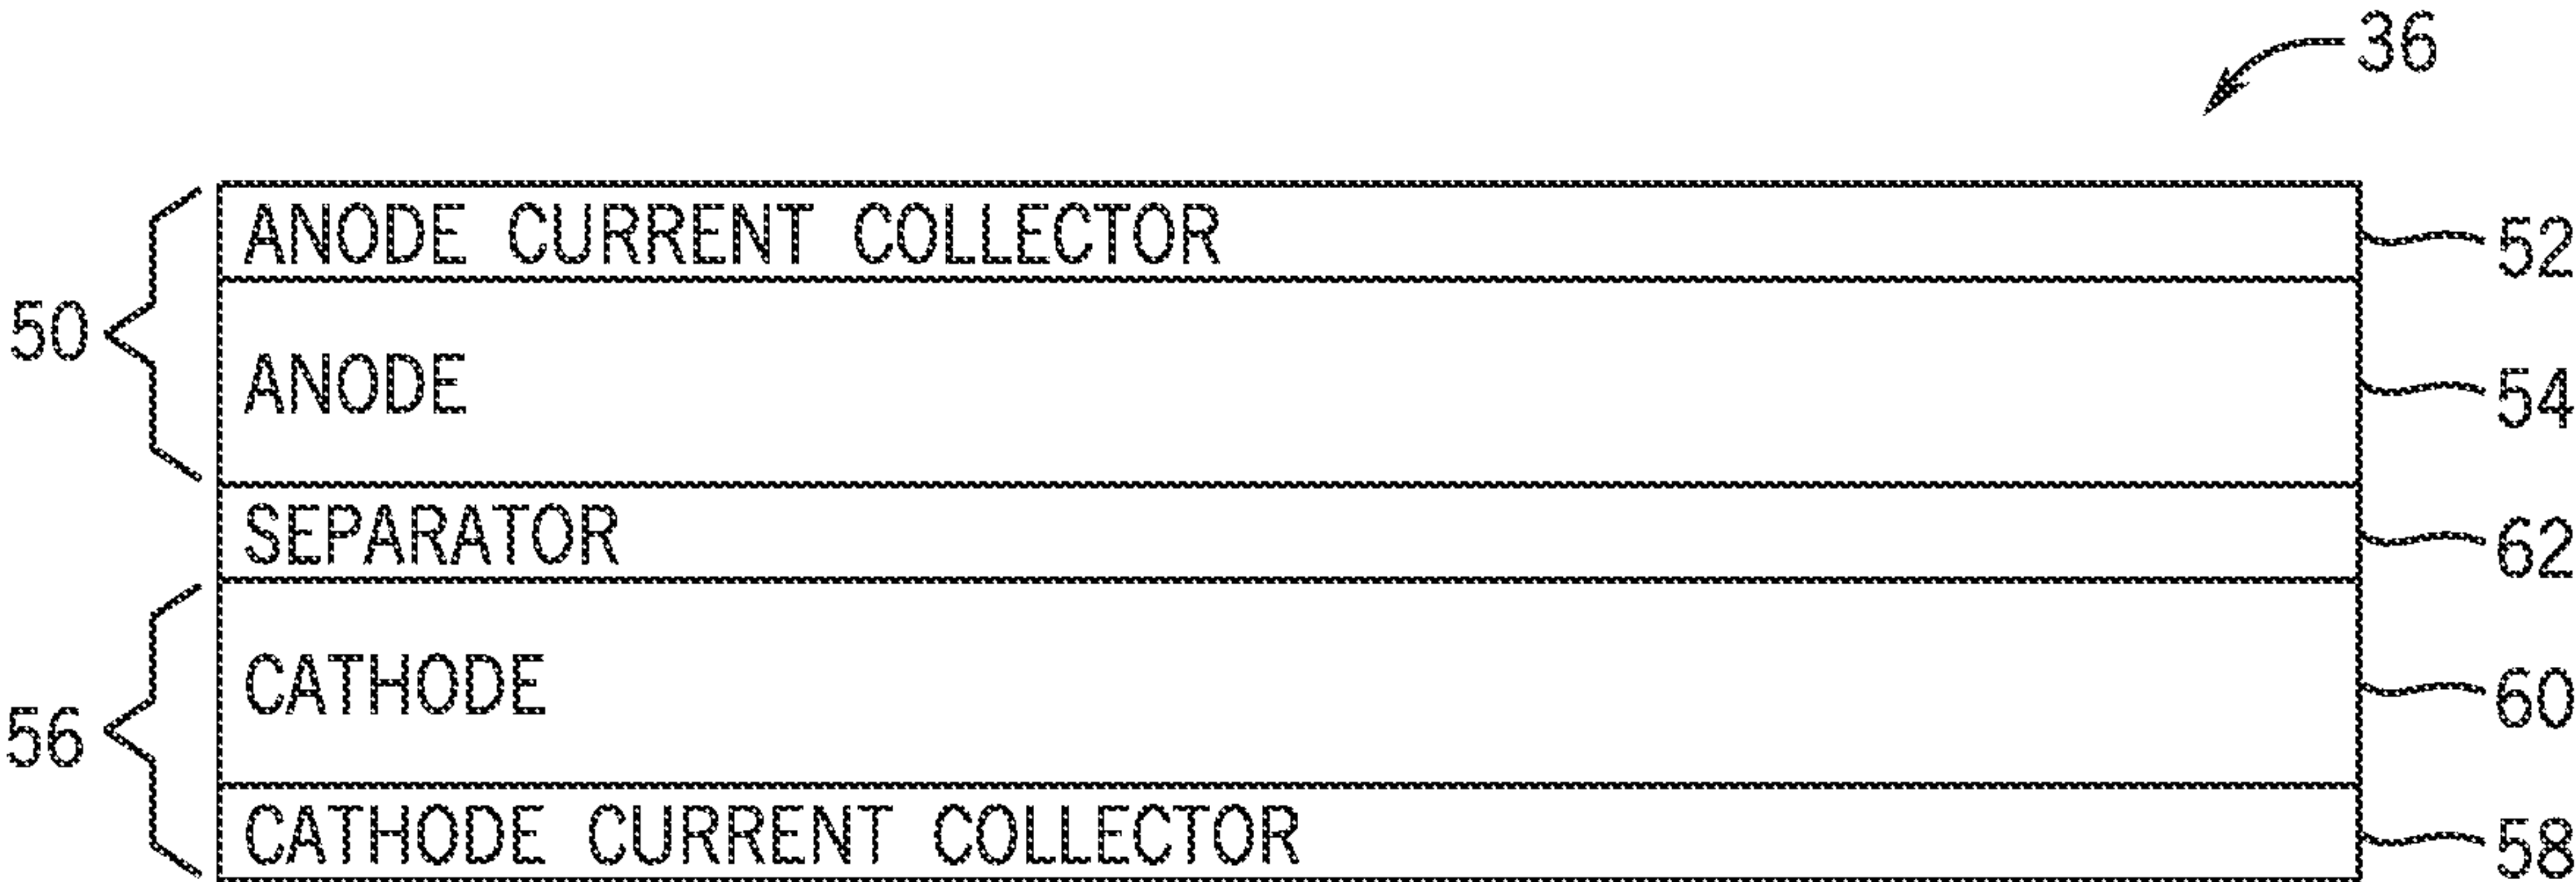 36
ANODE CURRENT COLLECTOR
52
50
ANODE
54
SEPARATOR
62
CATHODE
60
56
CATHODE CURRENT COLLECTOR
58